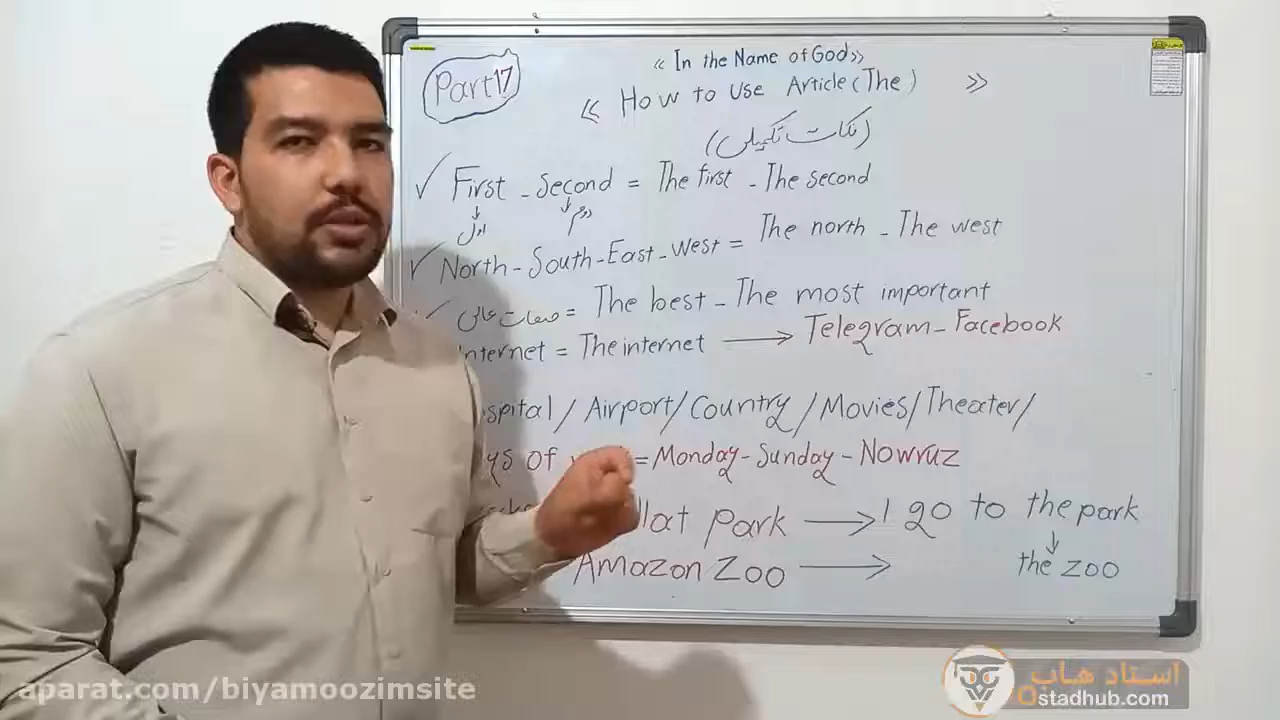 Part 17
« In the Name of God»
« How to Use Article (The) »
(نکات تکمیلی)
✓ First - Second = The first - The second
↓ ↓
اول دوم
✓ North - South - East - west = The north - The west
✓ صفات عالی = The best - The most important
Internet = The internet → Telegram - Facebook
spital / Airport / Country / Movies / Theater /
ys of = Monday - Sunday - Nowruz
llat park → I go to the park
↓
Amazon Zoo → the zoo
aparat.com/biyamoozimsite
استاد هاب
Ostadhub.com